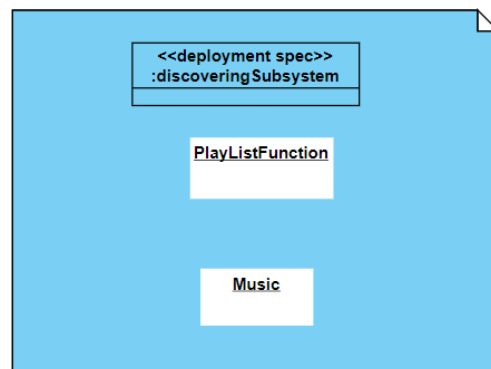 <<deployment spec>>
:discoveringSubsystem
PlayListFunction
Music